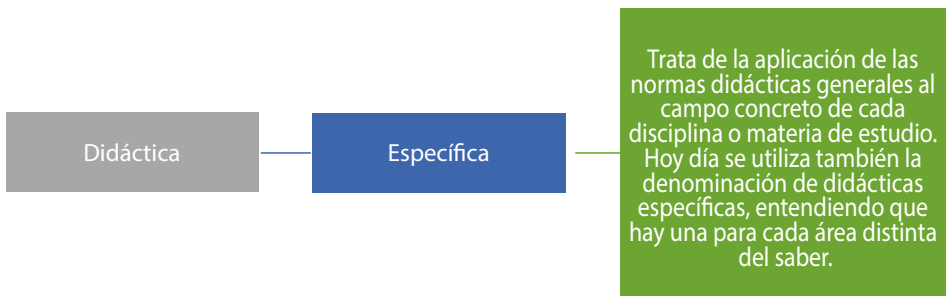 Didáctica
Específica
Trata de la aplicación de las
normas didácticas generales al
campo concreto de cada
disciplina o materia de estudio.
Hoy día se utiliza también la
denominación de didácticas
específicas, entendiendo que
hay una para cada área distinta
del saber.